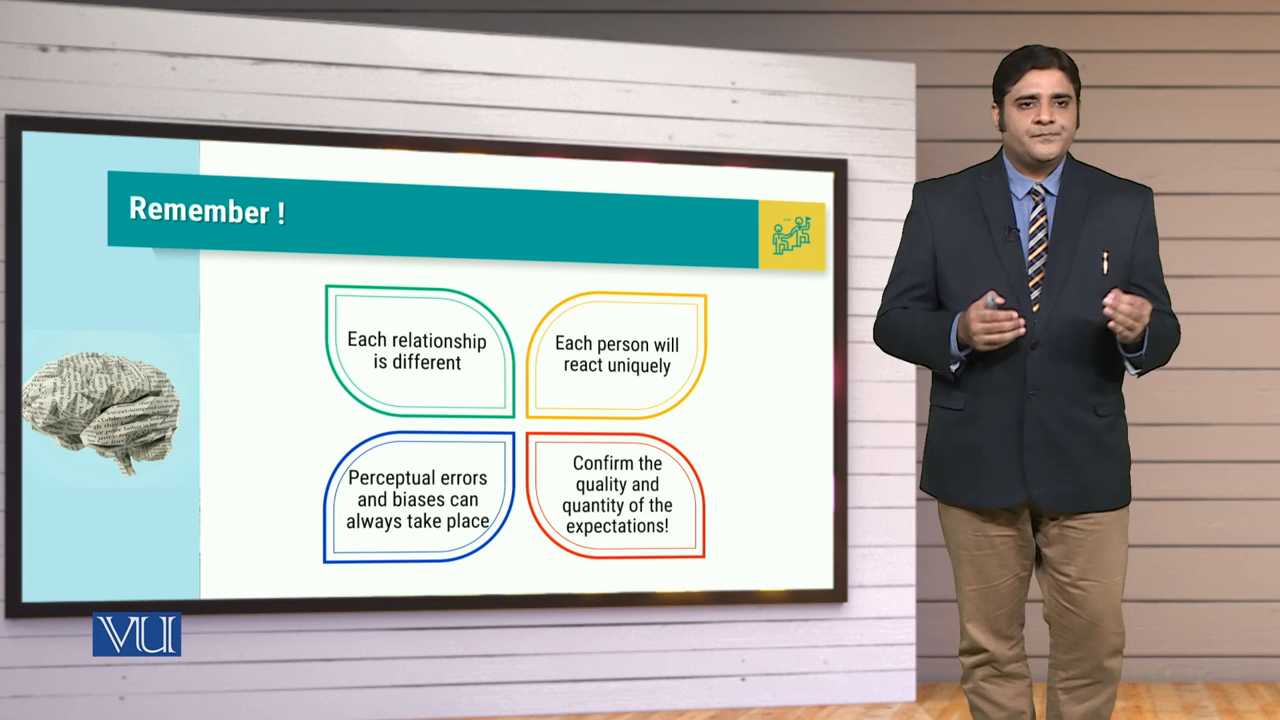 Remember !
Each relationship
is different
Each person will
react uniquely
Perceptual errors
and biases can
always take place
Confirm the
quality and
quantity of the
expectations!
VU